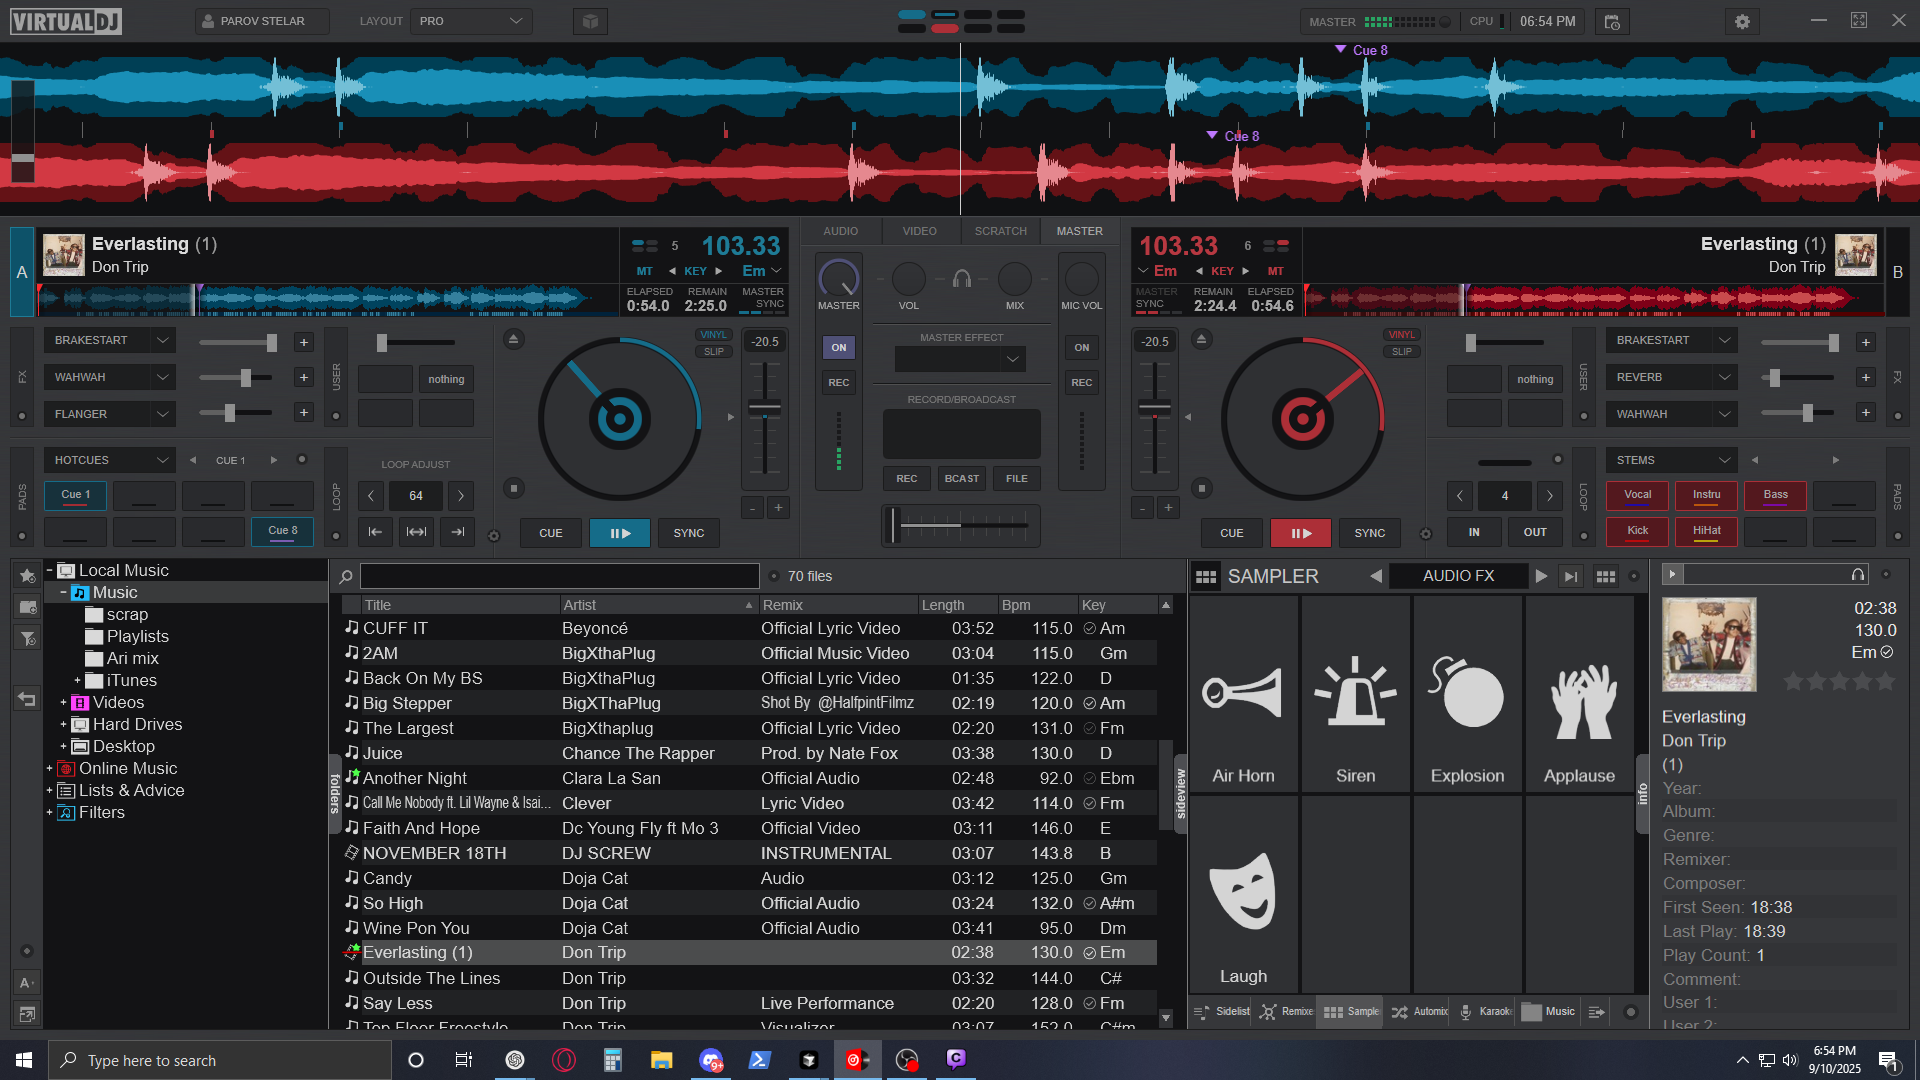 VIRTUALDJ
PAROV STELAR
LAYOUT
PRO
MASTER
CPU
06:54 PM
Cue 8
Cue 8
A
Everlasting (1)
Don Trip
5
103.33
MT
KEY
Em
ELAPSED
0:54.0
REMAIN
2:25.0
MASTER
SYNC
AUDIO
VIDEO
SCRATCH
MASTER
103.33
6
Em
KEY
MT
MASTER
SYNC
REMAIN
2:24.4
ELAPSED
0:54.6
Everlasting (1)
Don Trip
B
FX
BRAKESTART
WAHWAH
FLANGER
USER
nothing
VINYL
SLIP
-20.5
MASTER
VOL
MIX
MIC VOL
ON
REC
MASTER EFFECT
ON
REC
RECORD/BROADCAST
REC
BCAST
FILE
-20.5
VINYL
SLIP
nothing
USER
BRAKESTART
REVERB
WAHWAH
FX
PADS
HOTCUES
CUE 1
Cue 1
Cue 8
LOOP
LOOP ADJUST
64
CUE
SYNC
-
+
-
+
CUE
SYNC
4
IN
OUT
LOOP
STEMS
Vocal
Instru
Bass
Kick
HiHat
PADS
Local Music
Music
scrap
Playlists
Ari mix
iTunes
Videos
Hard Drives
Desktop
Online Music
Lists & Advice
Filters
folders
70 files
Title Artist Remix Length Bpm Key
CUFF IT Beyoncé Official Lyric Video 03:52 115.0 Am
2AM BigXthaPlug Official Music Video 03:04 115.0 Gm
Back On My BS BigXthaPlug Official Lyric Video 01:35 122.0 D
Big Stepper BigXThaPlug Shot By @HalfpintFilmz 02:19 120.0 Am
The Largest BigXthaplug Official Lyric Video 02:20 131.0 Fm
Juice Chance The Rapper Prod. by Nate Fox 03:38 130.0 D
Another Night Clara La San Official Audio 02:48 92.0 Ebm
Call Me Nobody ft. Lil Wayne & Isai... Clever Lyric Video 03:42 114.0 Fm
Faith And Hope Dc Young Fly ft Mo 3 Official Video 03:11 146.0 E
NOVEMBER 18TH DJ SCREW INSTRUMENTAL 03:07 143.8 B
Candy Doja Cat Audio 03:12 125.0 Gm
So High Doja Cat Official Audio 03:24 132.0 A#m
Wine Pon You Doja Cat Official Audio 03:41 95.0 Dm
Everlasting (1) Don Trip 02:38 130.0 Em
Outside The Lines Don Trip 03:32 144.0 C#
Say Less Don Trip Live Performance 02:20 128.0 Fm
Top Floor Freestyle Don Trip Visualizer 03:07 152.0 C#m
sideview
SAMPLER
AUDIO FX
Air Horn
Siren
Explosion
Applause
Laugh
Sidelist
Remixe
Sample
Automix
Karaok
Music
info
02:38
130.0
Em
Everlasting
Don Trip
(1)
Year:
Album:
Genre:
Remixer:
Composer:
First Seen: 18:38
Last Play: 18:39
Play Count: 1
Comment:
User 1:
User 2:
Type here to search
9+
6:54 PM
9/10/2025
1